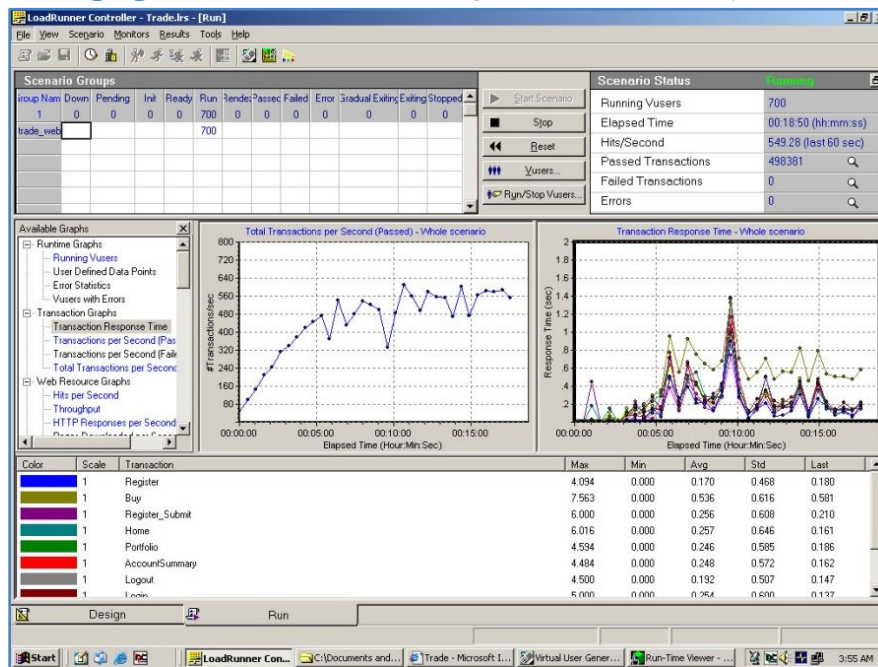 LoadRunner Controller - Trade.lrs - [Run]
File View Scenario Monitors Results Tools Help
Scenario Groups
Group Nam Down Pending Init Ready Run Rendez Passed Failed Error Gradual Exiting Exiting Stopped
1 0 0 0 0 700 0 0 0 0 0 0 0
trade_web 700
Start Scenario
Stop
Reset
Vusers...
Run/Stop Vusers...
Scenario Status Running
Running Vusers 700
Elapsed Time 00:18:50 (hh:mm:ss)
Hits/Second 549.28 (last 60 sec)
Passed Transactions 498381
Failed Transactions 0
Errors 0
Available Graphs
Runtime Graphs
Running Vusers
User Defined Data Points
Error Statistics
Vusers with Errors
Transaction Graphs
Transaction Response Time
Transactions per Second (Pas
Transactions per Second (Faile
Total Transactions per Second
Web Resource Graphs
Hits per Second
Throughput
HTTP Responses per Second
Total Transactions per Second (Passed) - Whole scenario
#Transactions/sec
800
720
640
560
480
400
320
240
160
80
00:00:00 00:05:00 00:10:00 00:15:00
Elapsed Time (Hour:Min:Sec)
Transaction Response Time - Whole scenario
Response Time (sec)
2
1.8
1.6
1.4
1.2
1
.8
.6
.4
.2
00:00:00 00:05:00 00:10:00 00:15:00
Elapsed Time (Hour:Min:Sec)
Color Scale Transaction Max Min Avg Std Last
1 Register 4.094 0.000 0.170 0.468 0.180
1 Buy 7.563 0.000 0.536 0.616 0.581
1 Register_Submit 6.000 0.000 0.256 0.608 0.210
1 Home 6.016 0.000 0.257 0.646 0.161
1 Portfolio 4.594 0.000 0.246 0.585 0.186
1 AccountSummary 4.484 0.000 0.248 0.572 0.162
1 Logout 4.500 0.000 0.192 0.507 0.147
1 Login 5.000 0.000 0.254 0.600 0.137
Design Run
Start LoadRunner Con... C:\Documents and... Trade - Microsoft I... Virtual User Gener... Run-Time Viewer - ... 3:55 AM